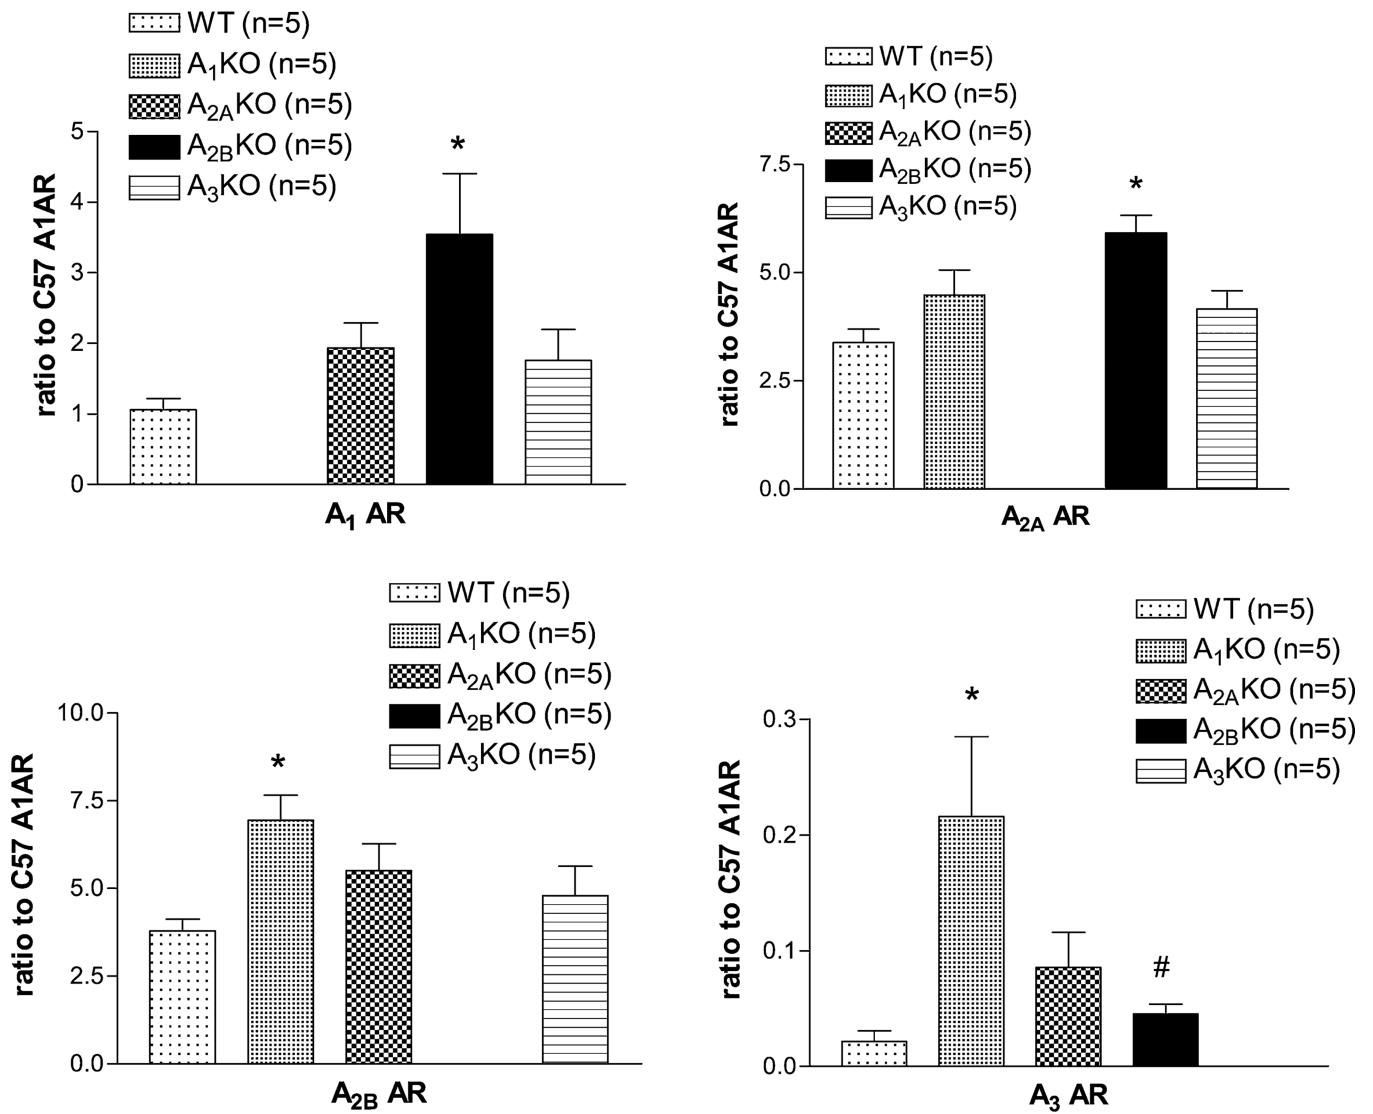 WT (n=5)
A1KO (n=5)
A2AKO (n=5)
A2BKO (n=5)
A3KO (n=5)
*
5
4
3
2
1
0
ratio to C57 A1AR
A1 AR
WT (n=5)
A1KO (n=5)
A2AKO (n=5)
A2BKO (n=5)
A3KO (n=5)
*
7.5
5.0
2.5
0.0
ratio to C57 A1AR
A2A AR
WT (n=5)
A1KO (n=5)
A2AKO (n=5)
A2BKO (n=5)
A3KO (n=5)
*
10.0
7.5
5.0
2.5
0.0
ratio to C57 A1AR
A2B AR
WT (n=5)
A1KO (n=5)
A2AKO (n=5)
A2BKO (n=5)
A3KO (n=5)
*
#
0.3
0.2
0.1
0.0
ratio to C57 A1AR
A3 AR